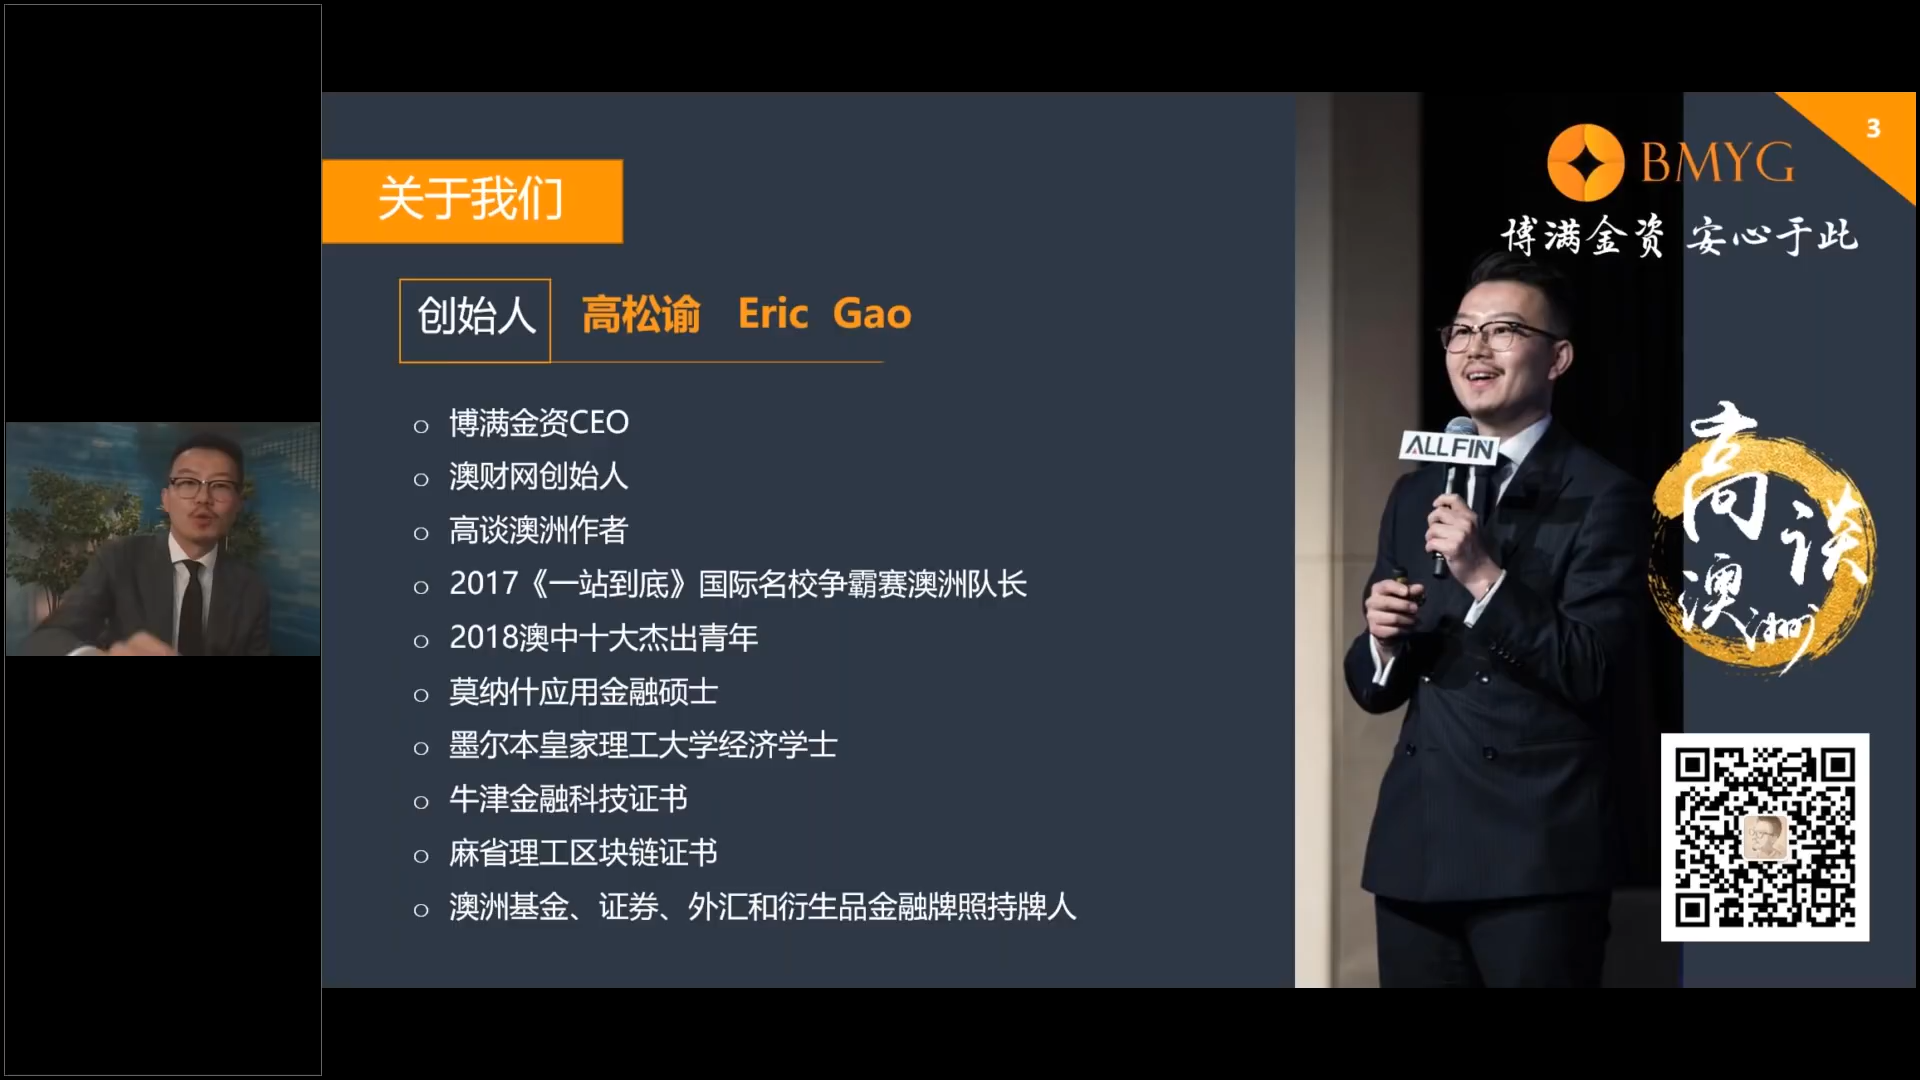 3
BMYG
博满金资 安心于此
关于我们
创始人 高松谕 Eric Gao
博满金资CEO
澳财网创始人
高谈澳洲作者
2017《一站到底》国际名校争霸赛澳洲队长
2018澳中十大杰出青年
莫纳什应用金融硕士
墨尔本皇家理工大学经济学士
牛津金融科技证书
麻省理工区块链证书
澳洲基金、证券、外汇和衍生品金融牌照持牌人
ALLFIN
高谈
澳洲